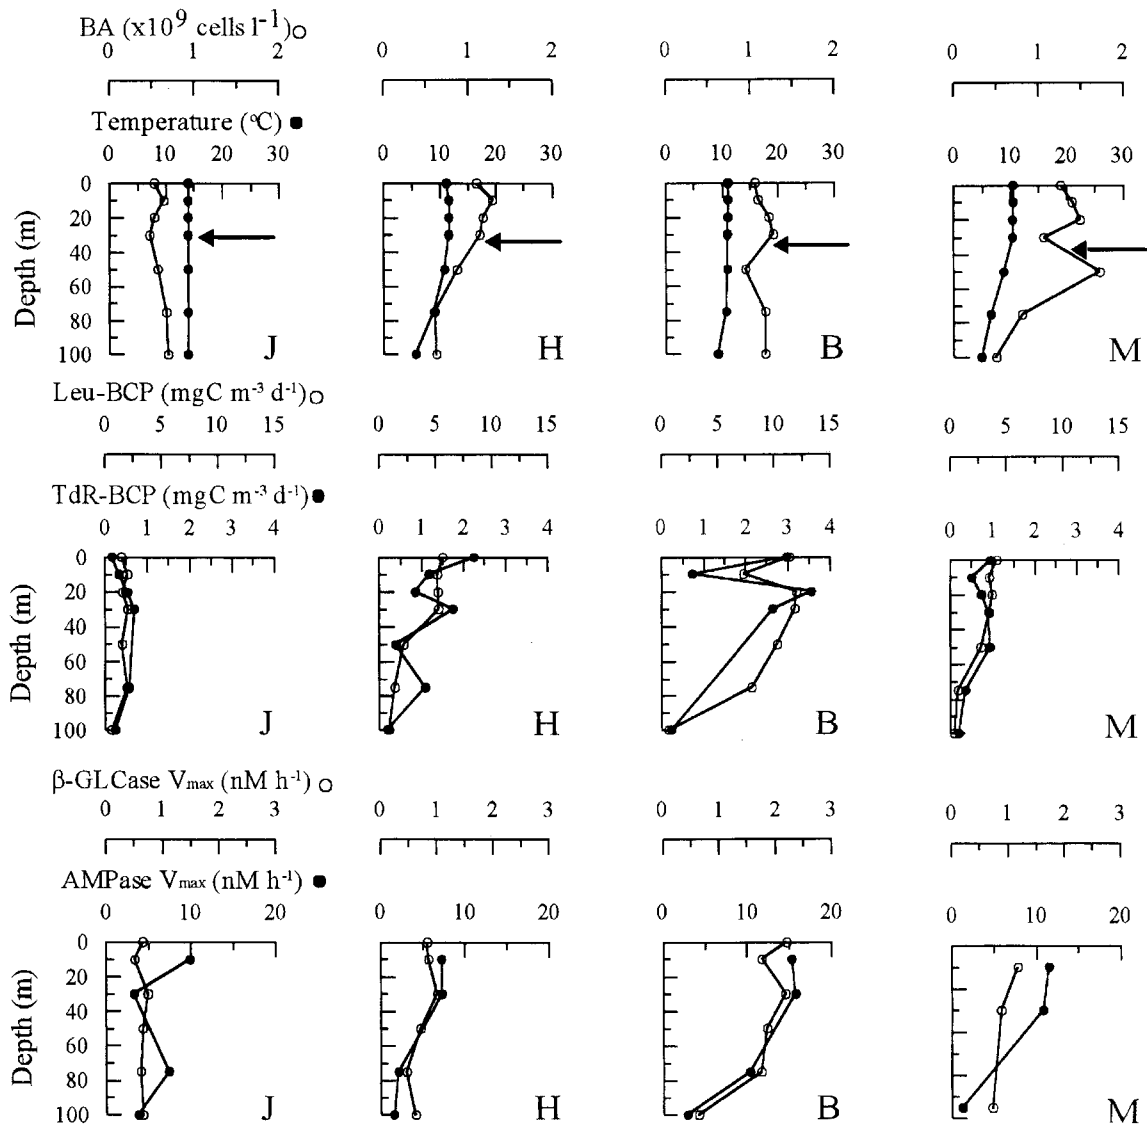 BA (x10⁹ cells l⁻¹)
0 1 2 0 1 2 0 1 2 0 1 2
Temperature (°C)
0 10 20 30 0 10 20 30 0 10 20 30 0 10 20 30
Depth (m)
0
20
40
60
80
100
J H B M
Leu-BCP (mgC m⁻³ d⁻¹)
0 5 10 15 0 5 10 15 0 5 10 15 0 5 10 15
TdR-BCP (mgC m⁻³ d⁻¹)
0 1 2 3 4 0 1 2 3 4 0 1 2 3 4 0 1 2 3 4
Depth (m)
0
20
40
60
80
100
J H B M
β-GLCase Vmax (nM h⁻¹)
0 1 2 3 0 1 2 3 0 1 2 3 0 1 2 3
AMPase Vmax (nM h⁻¹)
0 10 20 0 10 20 0 10 20 0 10 20
Depth (m)
0
20
40
60
80
100
J H B M